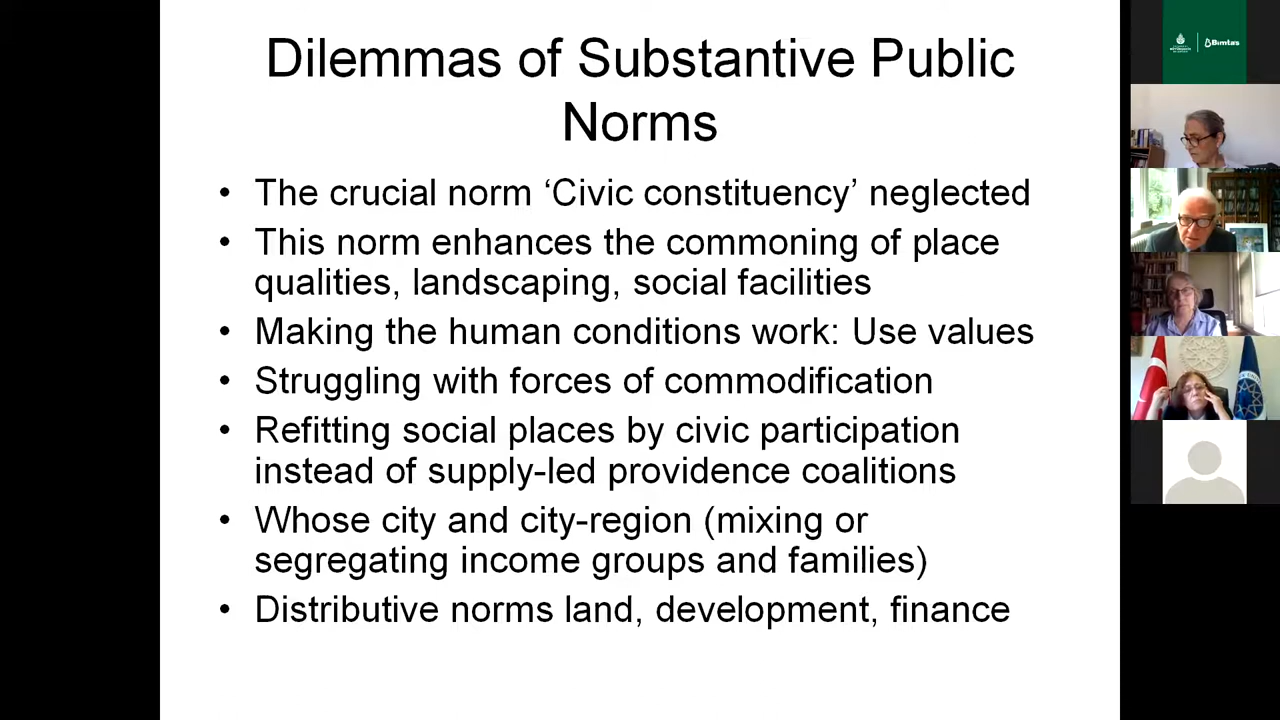 Dilemmas of Substantive Public
Norms
• The crucial norm ‘Civic constituency’ neglected
• This norm enhances the commoning of place
qualities, landscaping, social facilities
• Making the human conditions work: Use values
• Struggling with forces of commodification
• Refitting social places by civic participation
instead of supply-led providence coalitions
• Whose city and city-region (mixing or
segregating income groups and families)
• Distributive norms land, development, finance
Bimtaş